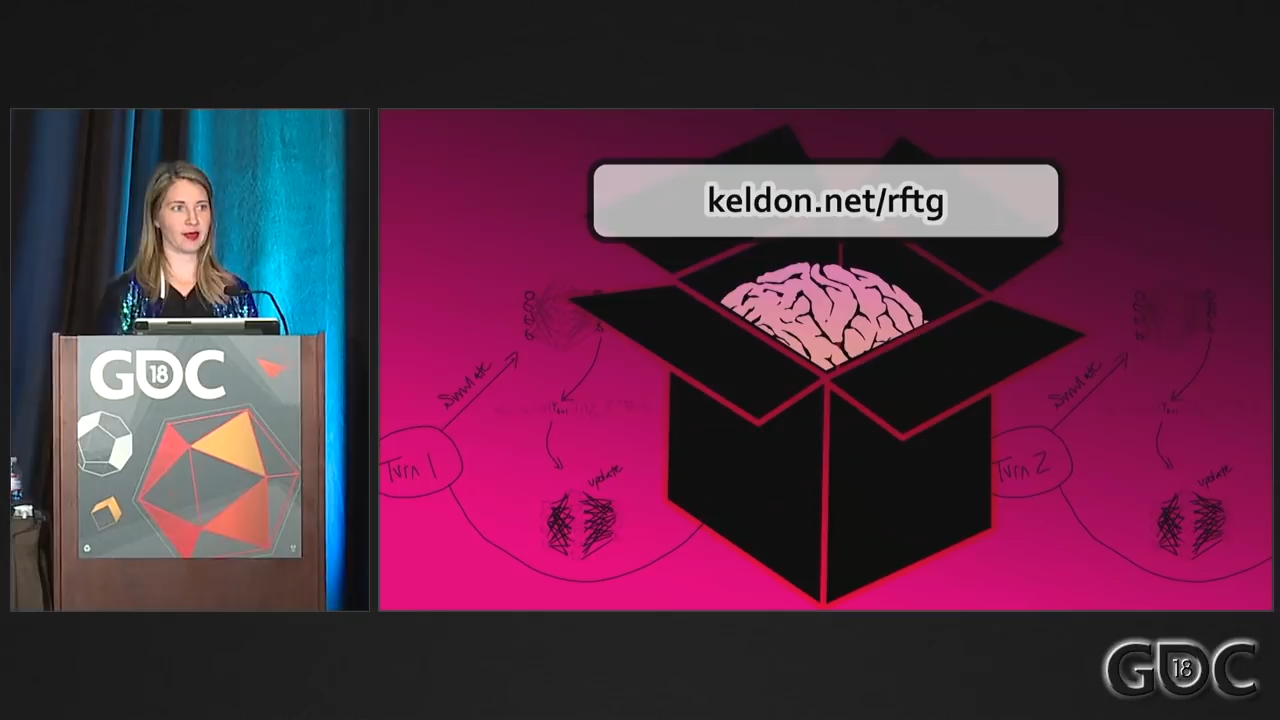 GDC
18
keldon.net/rftg
simulate
Turn 1
update
simulate
Turn 2
update
GDC
18